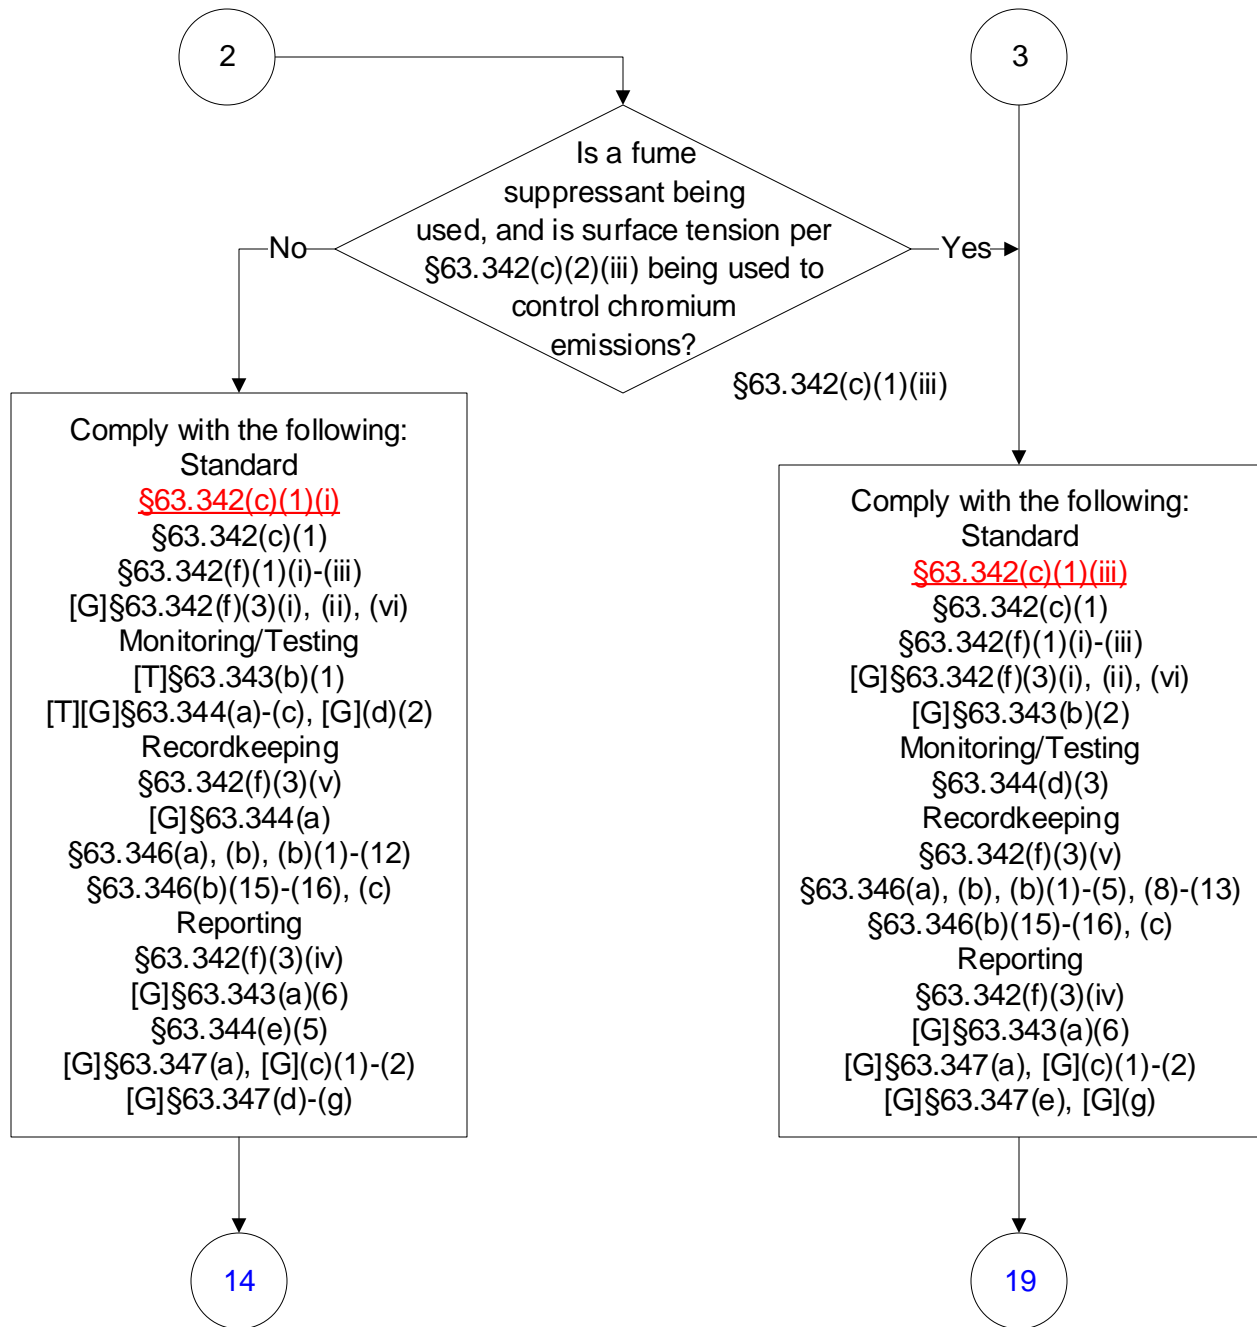 2
3
Is a fume
suppressant being
used, and is surface tension per
§63.342(c)(2)(iii) being used to
control chromium
emissions?
No
Yes
§63.342(c)(1)(iii)
Comply with the following:
Standard
§63.342(c)(1)(i)
§63.342(c)(1)
§63.342(f)(1)(i)-(iii)
[G]§63.342(f)(3)(i), (ii), (vi)
Monitoring/Testing
[T]§63.343(b)(1)
[T][G]§63.344(a)-(c), [G](d)(2)
Recordkeeping
§63.342(f)(3)(v)
[G]§63.344(a)
§63.346(a), (b), (b)(1)-(12)
§63.346(b)(15)-(16), (c)
Reporting
§63.342(f)(3)(iv)
[G]§63.343(a)(6)
§63.344(e)(5)
[G]§63.347(a), [G](c)(1)-(2)
[G]§63.347(d)-(g)
Comply with the following:
Standard
§63.342(c)(1)(iii)
§63.342(c)(1)
§63.342(f)(1)(i)-(iii)
[G]§63.342(f)(3)(i), (ii), (vi)
[G]§63.343(b)(2)
Monitoring/Testing
§63.344(d)(3)
Recordkeeping
§63.342(f)(3)(v)
§63.346(a), (b), (b)(1)-(5), (8)-(13)
§63.346(b)(15)-(16), (c)
Reporting
§63.342(f)(3)(iv)
[G]§63.343(a)(6)
[G]§63.347(a), [G](c)(1)-(2)
[G]§63.347(e), [G](g)
14
19